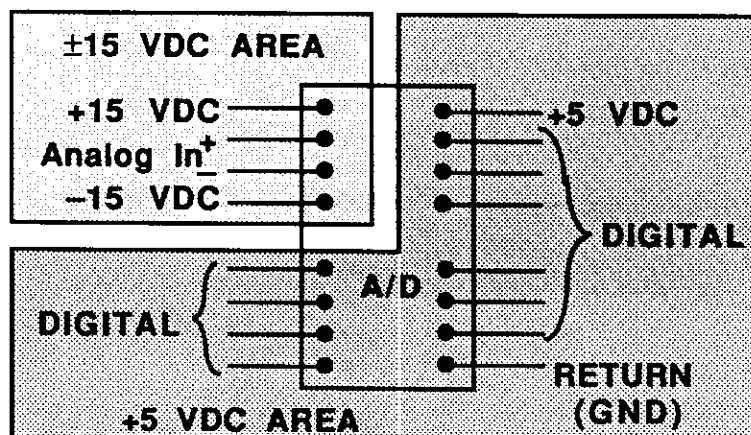 ±15 VDC AREA
+15 VDC
Analog In +
−
−15 VDC
+5 VDC
DIGITAL
A/D
DIGITAL
RETURN
(GND)
+5 VDC AREA